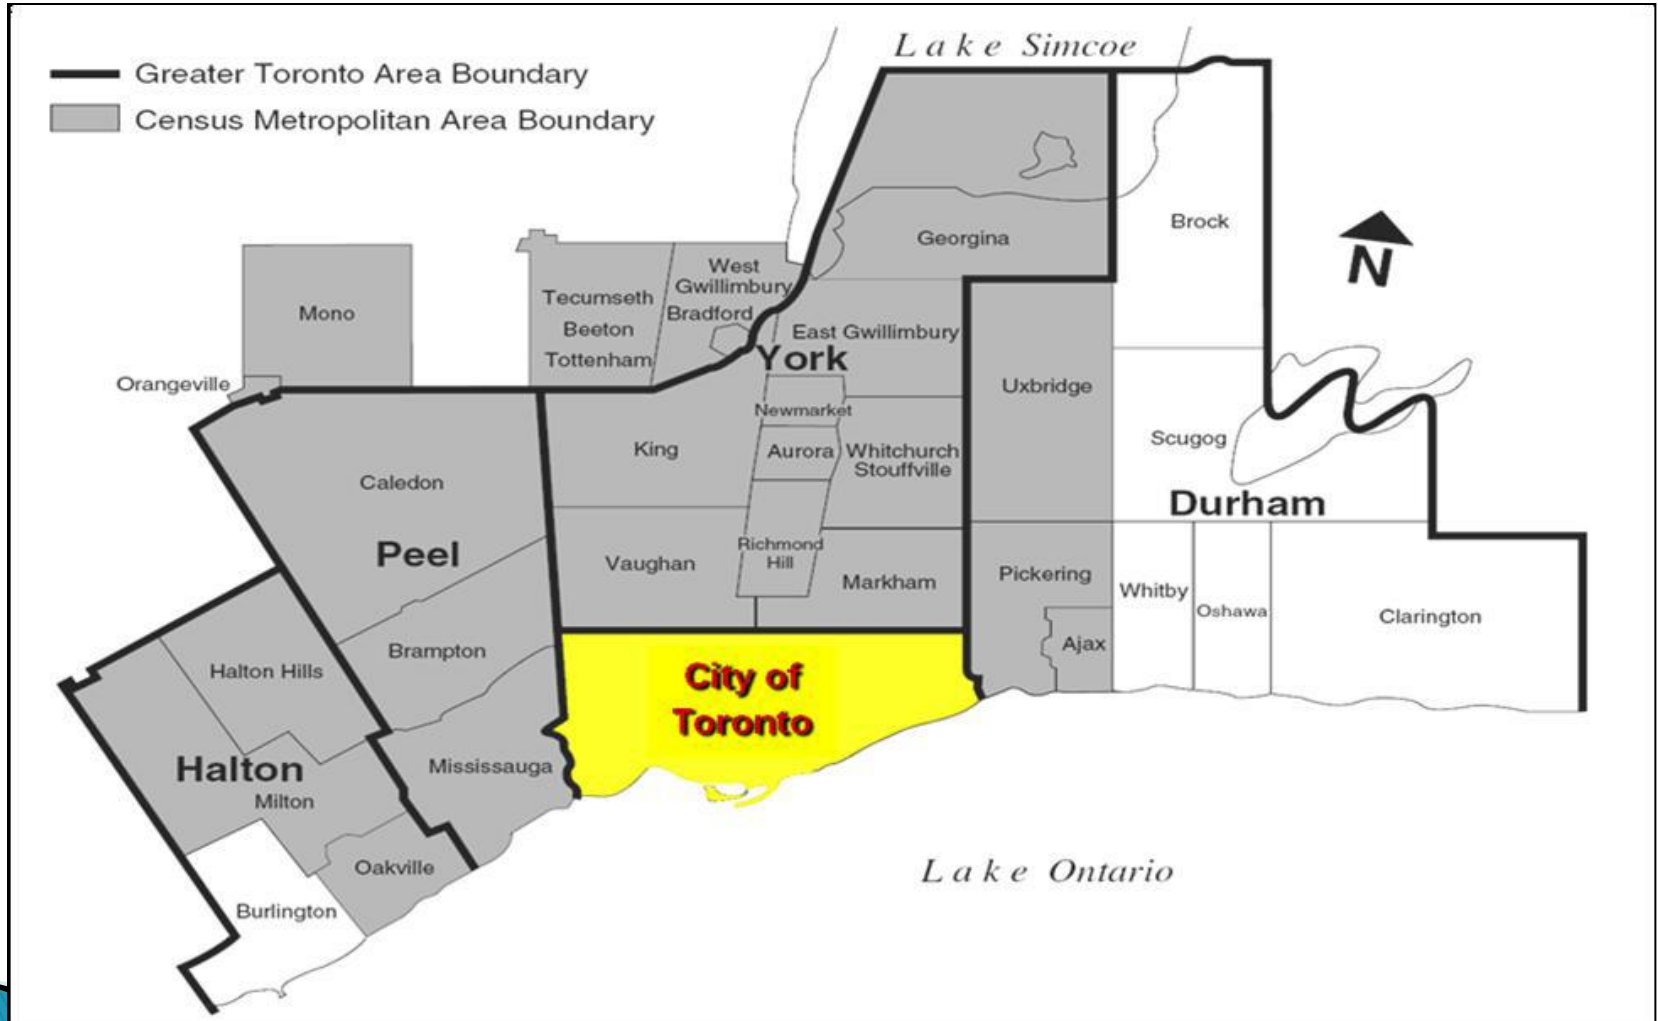 Lake Simcoe
Greater Toronto Area Boundary
Census Metropolitan Area Boundary
Brock
Georgina
N
West
Gwillimbury
Bradford
Tecumseth
Beeton
Tottenham
Mono
East Gwillimbury
York
Orangeville
Uxbridge
Newmarket
Scugog
King
Aurora
Whitchurch
Stouffville
Caledon
Durham
Peel
Richmond
Hill
Vaughan
Markham
Pickering
Whitby
Oshawa
Clarington
Ajax
Brampton
Halton Hills
City of
Toronto
Halton
Mississauga
Milton
Oakville
Lake Ontario
Burlington